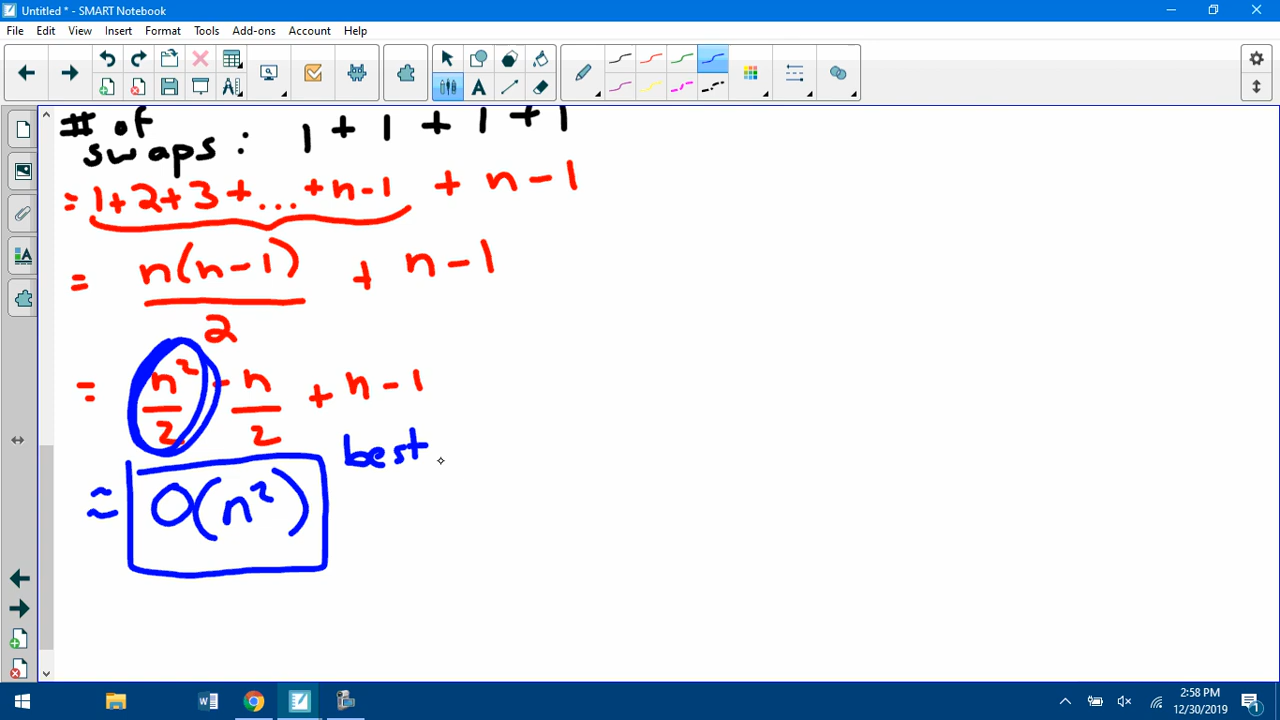 Untitled * - SMART Notebook
File Edit View Insert Format Tools Add-ons Account Help
# of
swaps: 1 + 1 + 1 + 1
= 1+2+3+...+n-1 + n-1
= n(n-1)/2 + n-1
= n²/2 - n/2 + n-1
best
≈ O(n²)
2:58 PM
12/30/2019